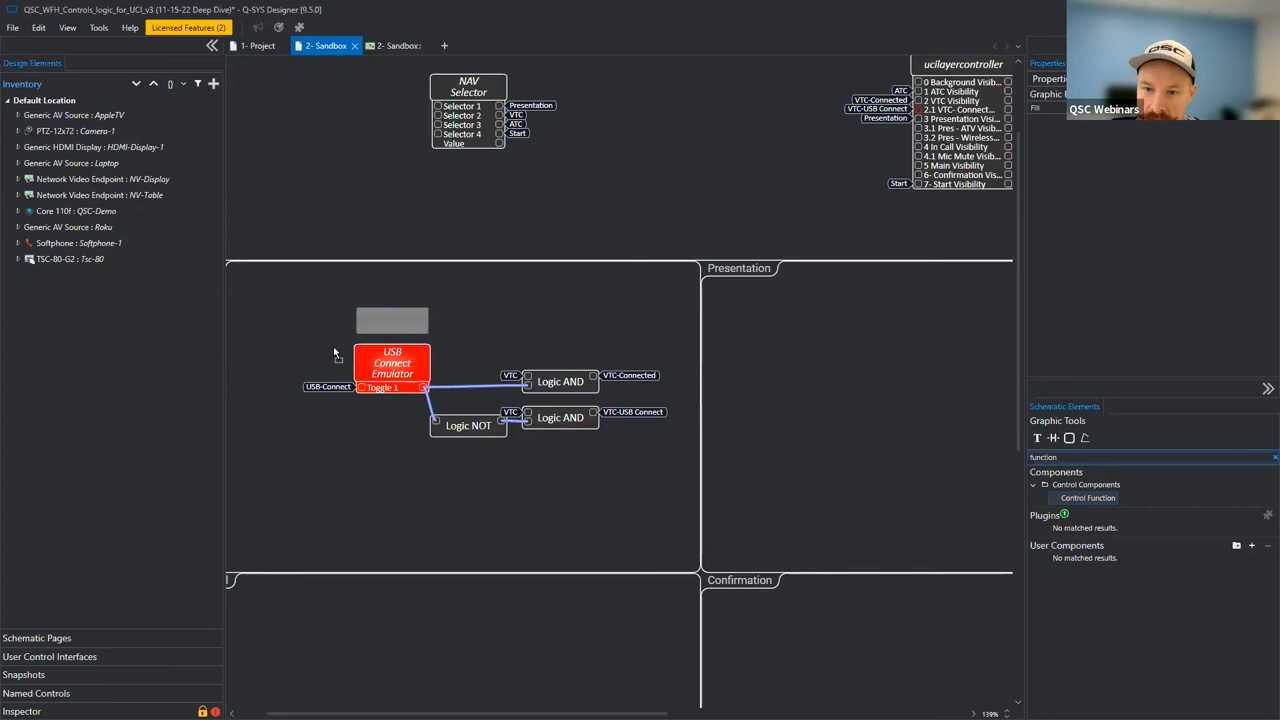 QSC_WFH_Controls_logic_for_UCI_v3 (11-15-22 Deep Dive)* - Q-SYS Designer [9.5.0]
File Edit View Tools Help Licensed Features (2)
1- Project 2- Sandbox 2- Sandbox:
Design Elements
Inventory
Default Location
Generic AV Source : AppleTV
PTZ-12x72 : Camera-1
Generic HDMI Display : HDMI-Display-1
Generic AV Source : Laptop
Network Video Endpoint : NV-Display
Network Video Endpoint : NV-Table
Core 110f : QSC-Demo
Generic AV Source : Roku
Softphone : Softphone-1
TSC-80-G2 : Tsc-80
Schematic Pages
User Control Interfaces
Snapshots
Named Controls
Inspector
NAV
Selector
Selector 1 Presentation
Selector 2 VTC
Selector 3 ATC
Selector 4 Start
Value
ucilayercontroller
0 Background Visib...
ATC 1 ATC Visibility
VTC-Connected 2 VTC Visibility
VTC-USB Connect 2.1 VTC- Connect...
Presentation 3 Presentation Visi...
3.1 Pres - ATV Visib...
3.2 Pres - Wireless...
4 In Call Visibility
4.1 Mic Mute Visib...
5 Main Visibility
6- Confirmation Vis...
Start 7- Start Visibility
Presentation
USB
Connect
Emulator
USB-Connect Toggle 1
VTC Logic AND VTC-Connected
Logic NOT VTC Logic AND VTC-USB Connect
Confirmation
139%
QSC
QSC Webinars
Properties
Properti
Graphic F
Fill
Schematic Elements
Graphic Tools
T H
function
Components
Control Components
Control Function
Plugins
No matched results.
User Components
No matched results.